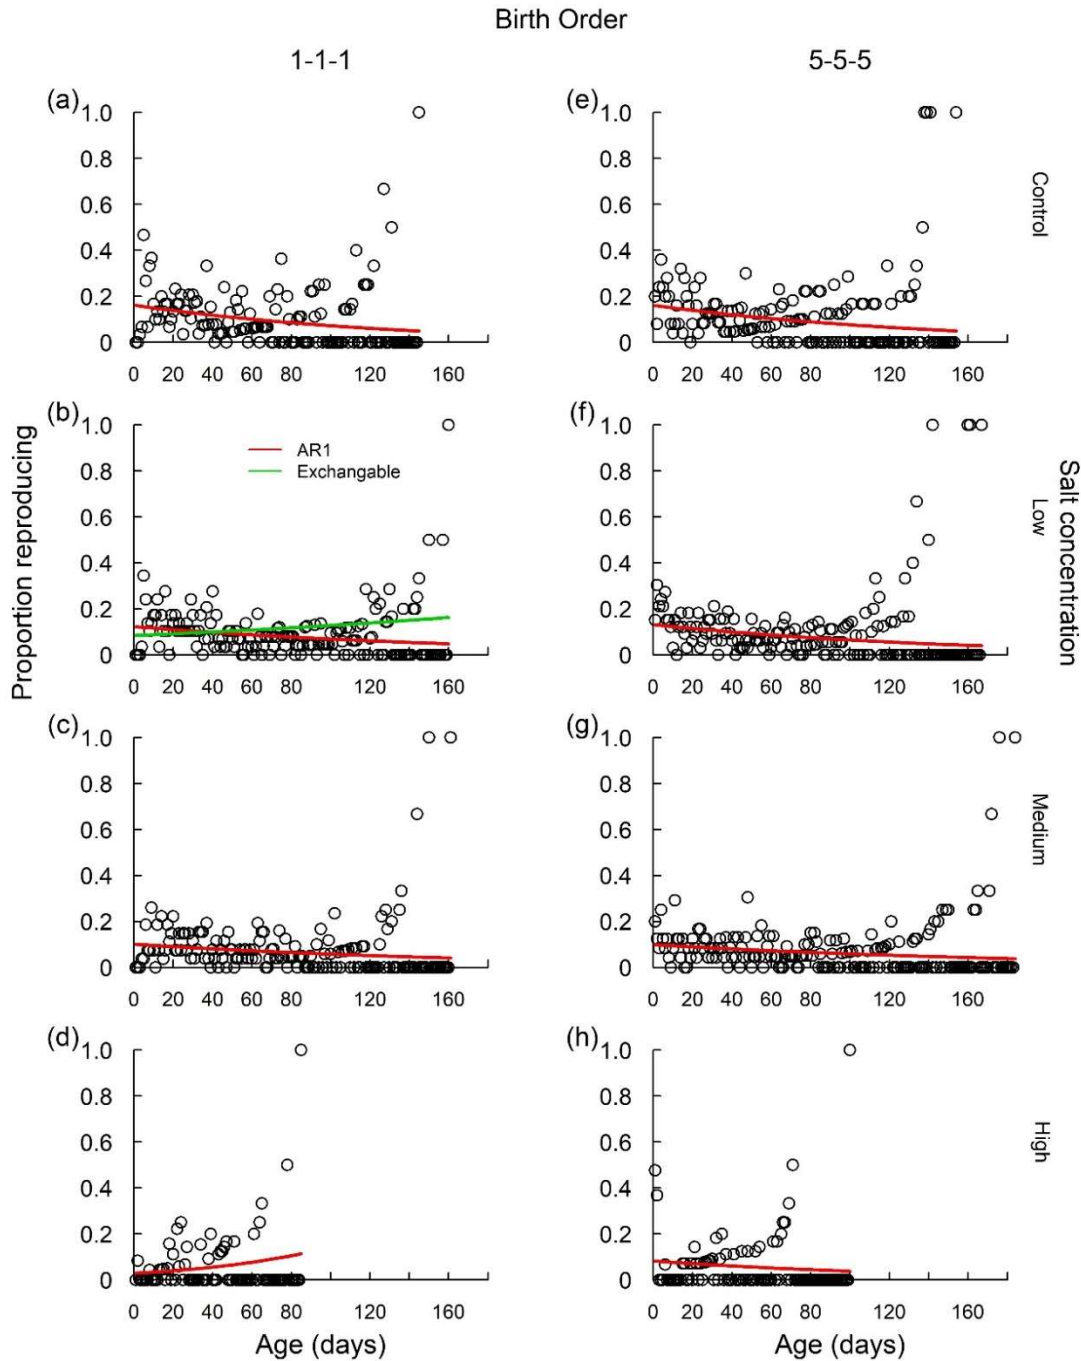 Birth Order
1-1-1
5-5-5
(a)
1.0
0.8
0.6
0.4
0.2
0
0 20 40 60 80 120 160
(e)
1.0
0.8
0.6
0.4
0.2
0
0 20 40 60 80 120 160
Control
(b)
1.0
0.8
0.6
0.4
0.2
0
AR1
Exchangable
0 20 40 60 80 120 160
(f)
1.0
0.8
0.6
0.4
0.2
0
0 20 40 60 80 120 160
Low
Proportion reproducing
Salt concentration
(c)
1.0
0.8
0.6
0.4
0.2
0
0 20 40 60 80 120 160
(g)
1.0
0.8
0.6
0.4
0.2
0
0 20 40 60 80 120 160
Medium
(d)
1.0
0.8
0.6
0.4
0.2
0
0 20 40 60 80 120 160
Age (days)
(h)
1.0
0.8
0.6
0.4
0.2
0
0 20 40 60 80 120 160
Age (days)
High